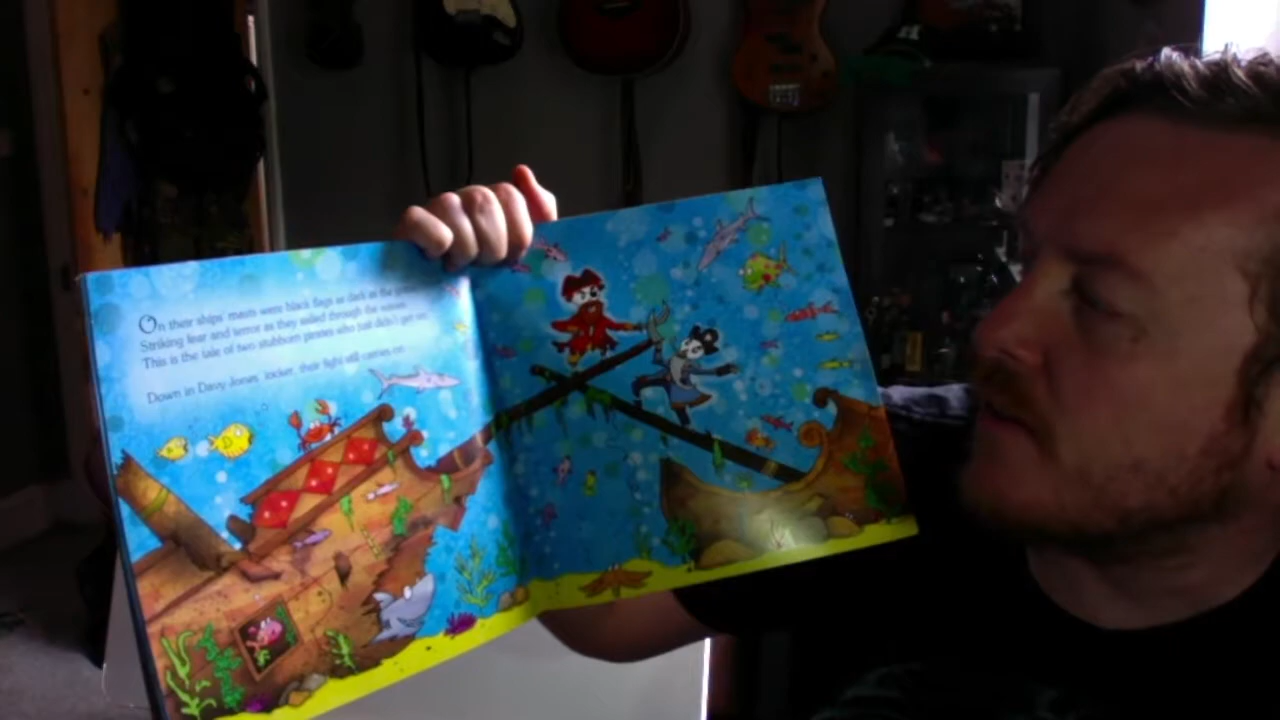 On their ships' masts were black flags as dark as the
Striking fear and terror as they sailed through the
This is the tale of two stubborn pirates who just didn't get on.
Down in Davy Jones' locker, their fight still carries on.